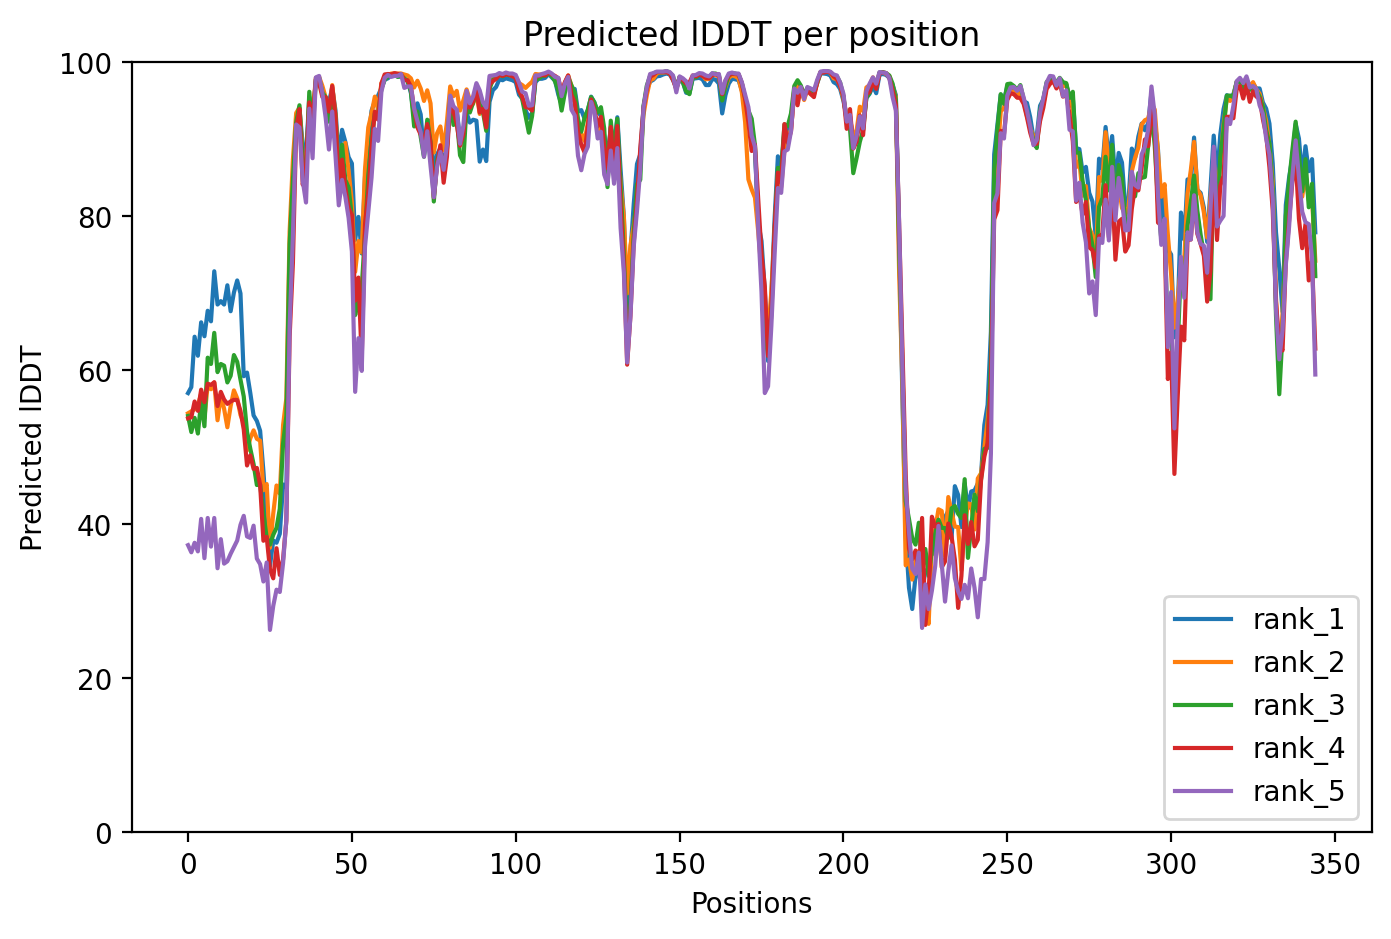 Predicted lDDT per position
Predicted lDDT
100
80
60
40
20
0
0 50 100 150 200 250 300 350
Positions
rank_1
rank_2
rank_3
rank_4
rank_5